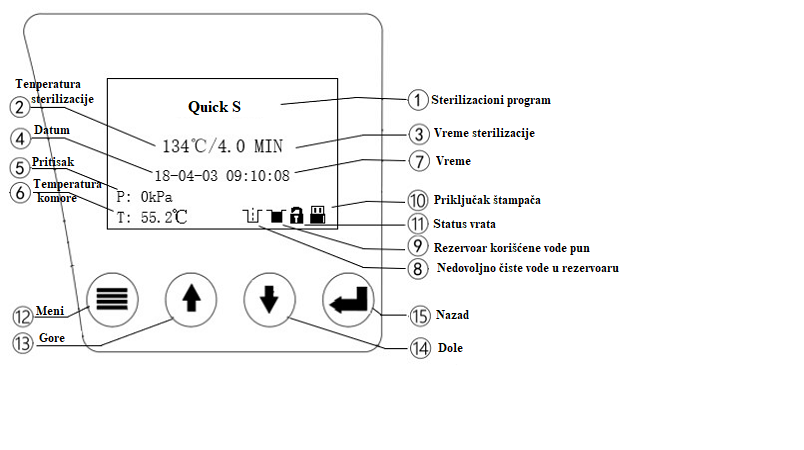 Temperatura
② sterilizacije
④ Datum
⑤ Pritisak
⑥ Temperatura
komore
Quick S
134℃/4.0 MIN
18-04-03 09:10:08
P: 0kPa
T: 55.2℃
① Sterilizacioni program
③ Vreme sterilizacije
⑦ Vreme
⑩ Priključak štampača
⑪ Status vrata
⑨ Rezervoar korišćene vode pun
⑧ Nedovoljno čiste vode u rezervoaru
⑫ Meni
⑬ Gore
⑮ Nazad
⑭ Dole